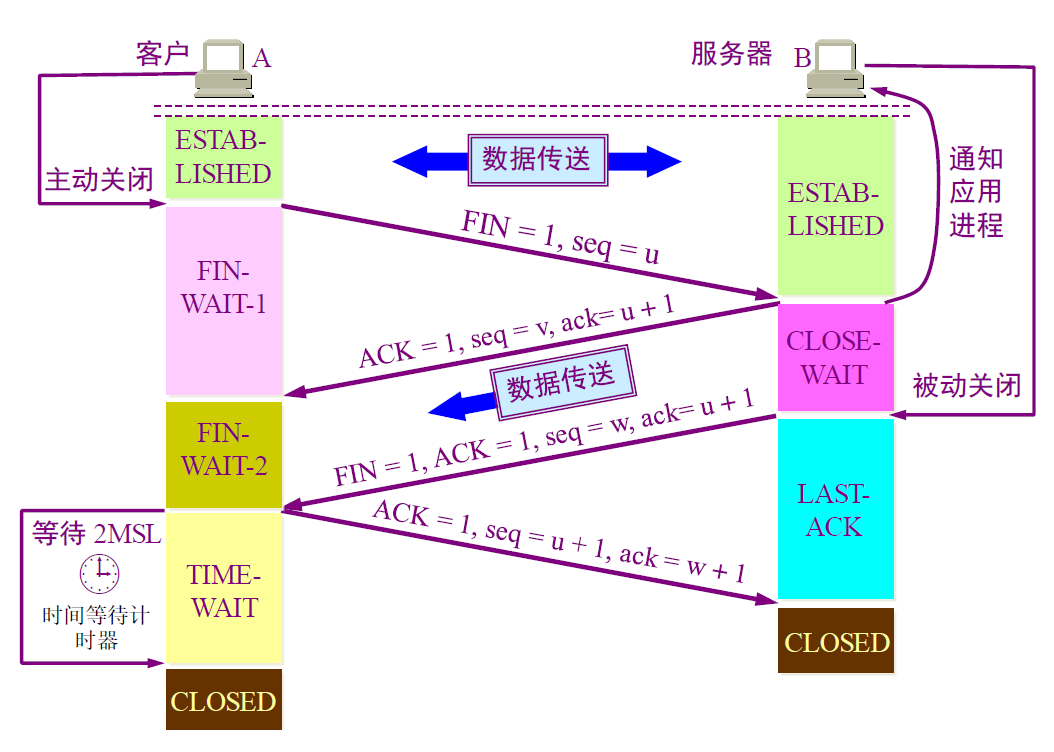 客户 A
服务器 B
ESTAB-
LISHED
数据传送
主动关闭
ESTAB-
LISHED
通知
应用
进程
FIN = 1, seq = u
FIN-
WAIT-1
ACK = 1, seq = v, ack= u + 1
CLOSE-
WAIT
数据传送
被动关闭
FIN-
WAIT-2
FIN = 1, ACK = 1, seq = w, ack= u + 1
LAST-
ACK
等待 2MSL
ACK = 1, seq = u + 1, ack = w + 1
TIME-
WAIT
时间等待计
时器
CLOSED
CLOSED